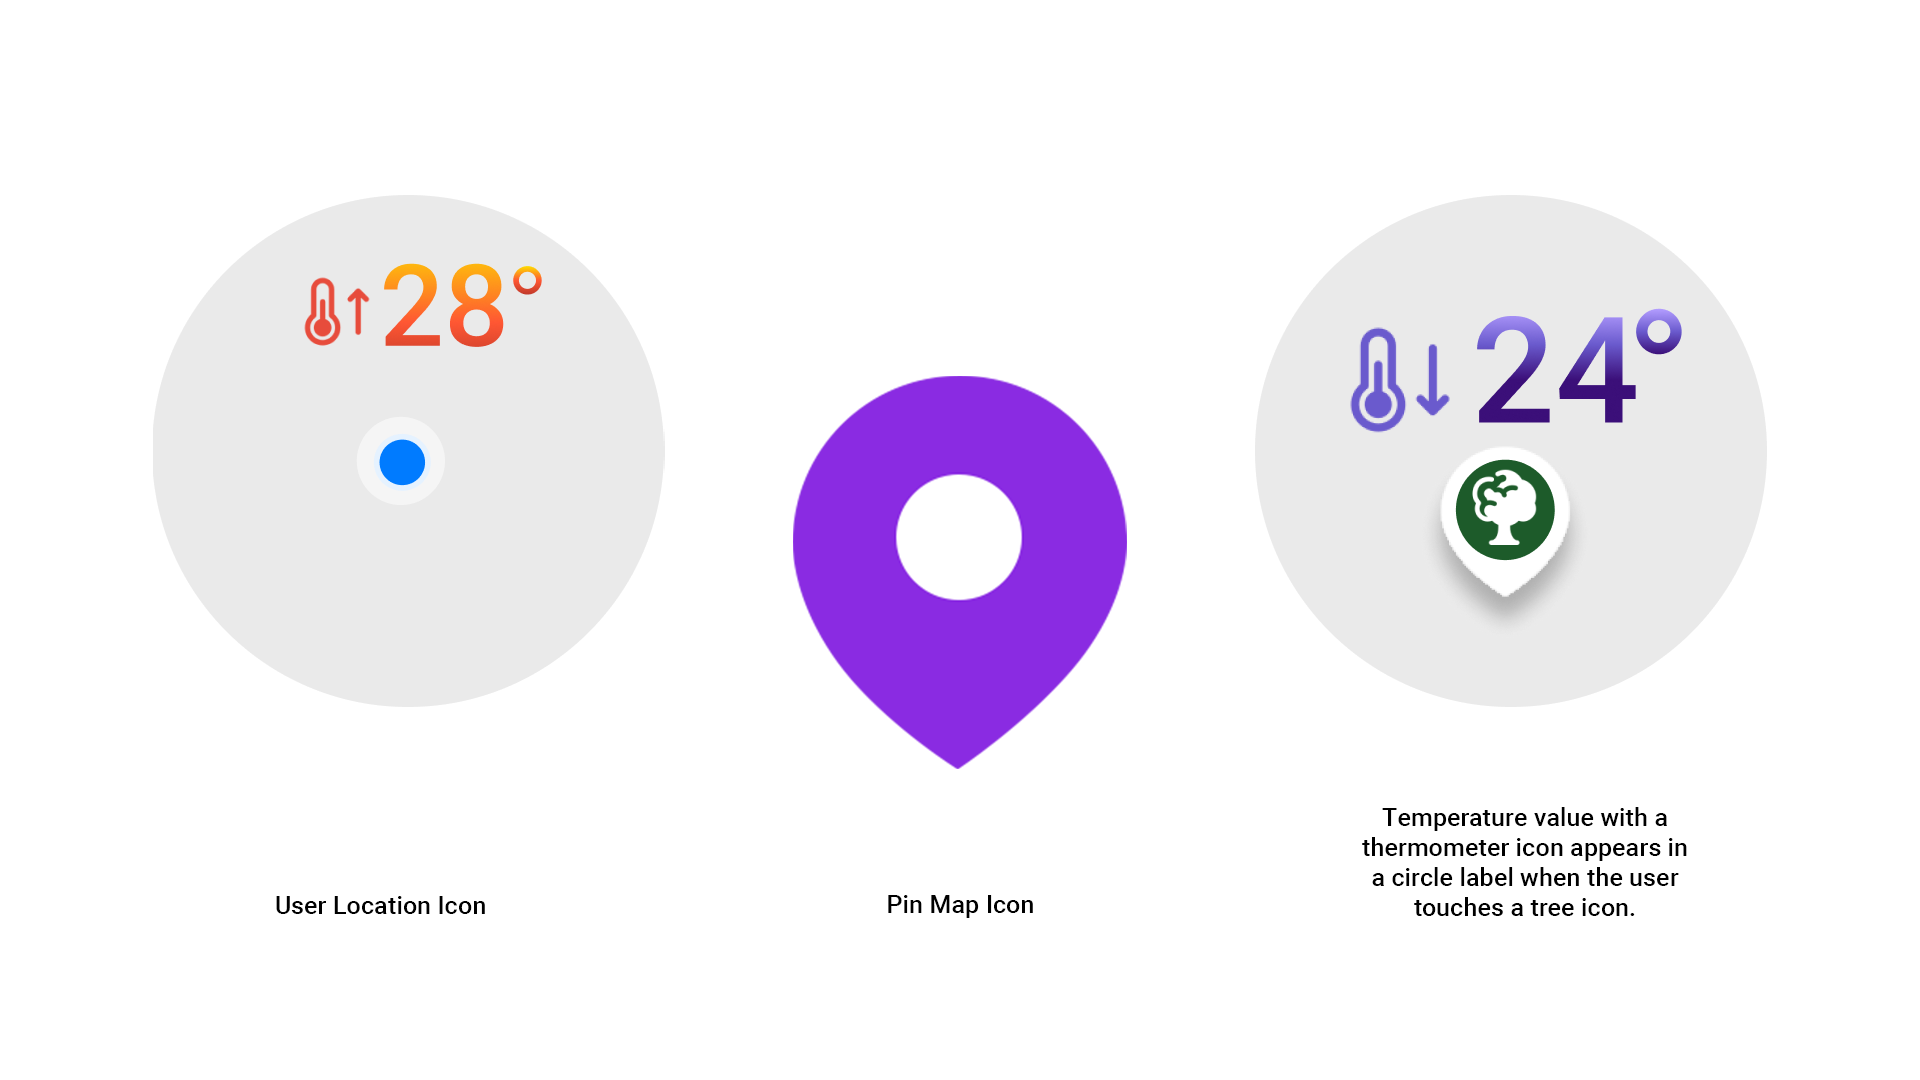 28°
24°
User Location Icon
Pin Map Icon
Temperature value with a
thermometer icon appears in
a circle label when the user
touches a tree icon.